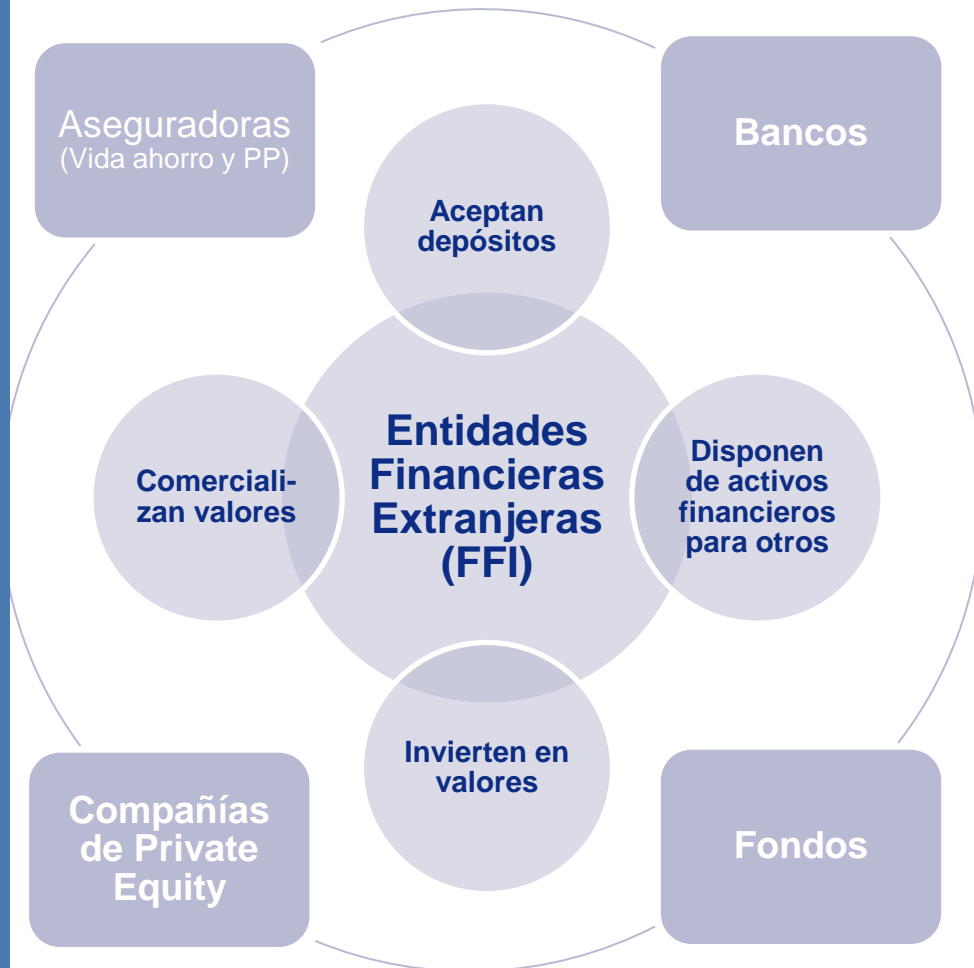 Aseguradoras
(Vida ahorro y PP)
Bancos
Aceptan
depósitos
Entidades
Financieras
Extranjeras
(FFI)
Comerciali-
zan valores
Disponen
de activos
financieros
para otros
Invierten en
valores
Compañías
de Private
Equity
Fondos